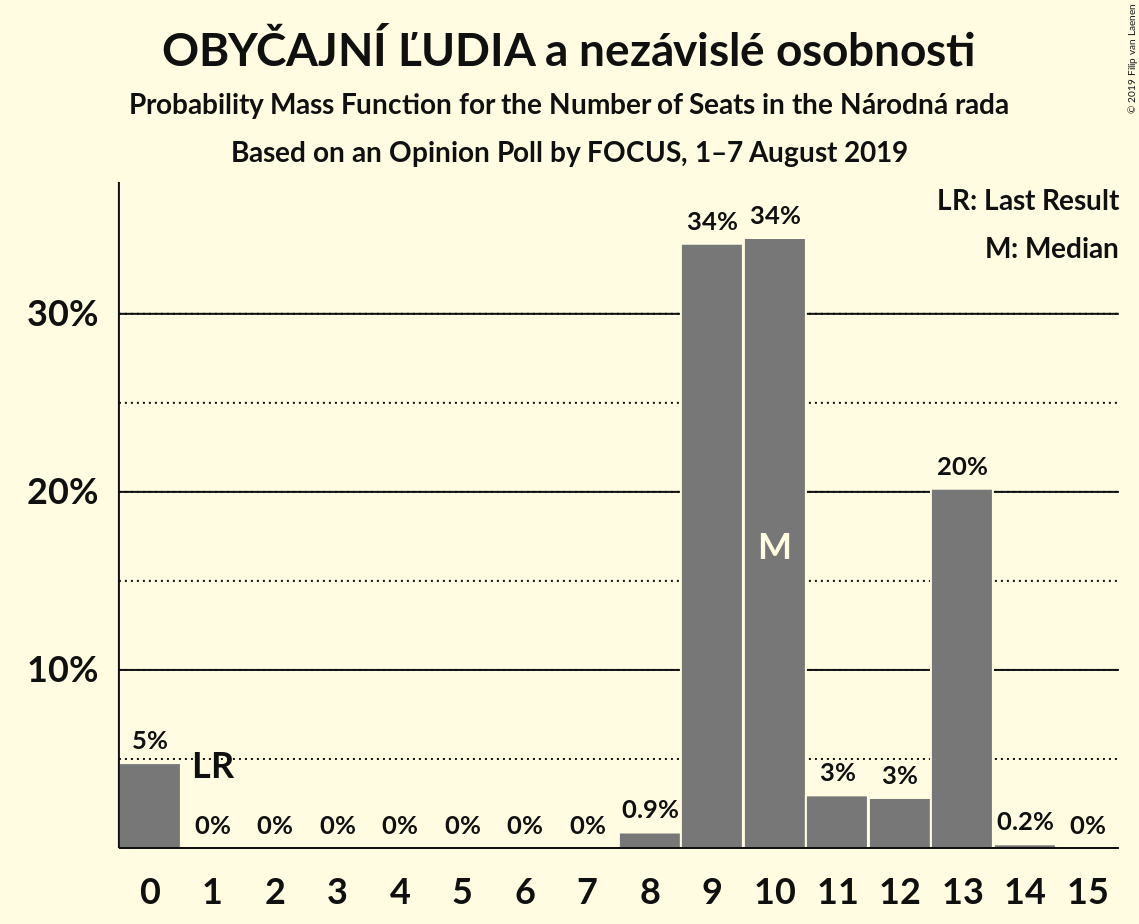 OBYČAJNÍ ĽUDIA a nezávislé osobnosti
Probability Mass Function for the Number of Seats in the Národná rada
Based on an Opinion Poll by FOCUS, 1–7 August 2019
© 2019 Filip van Laenen
LR: Last Result
M: Median
34% 34%
30%
20%
20%
M
10%
5%
LR
3% 3%
0% 0% 0% 0% 0% 0% 0% 0.9% 0.2% 0%
0 1 2 3 4 5 6 7 8 9 10 11 12 13 14 15